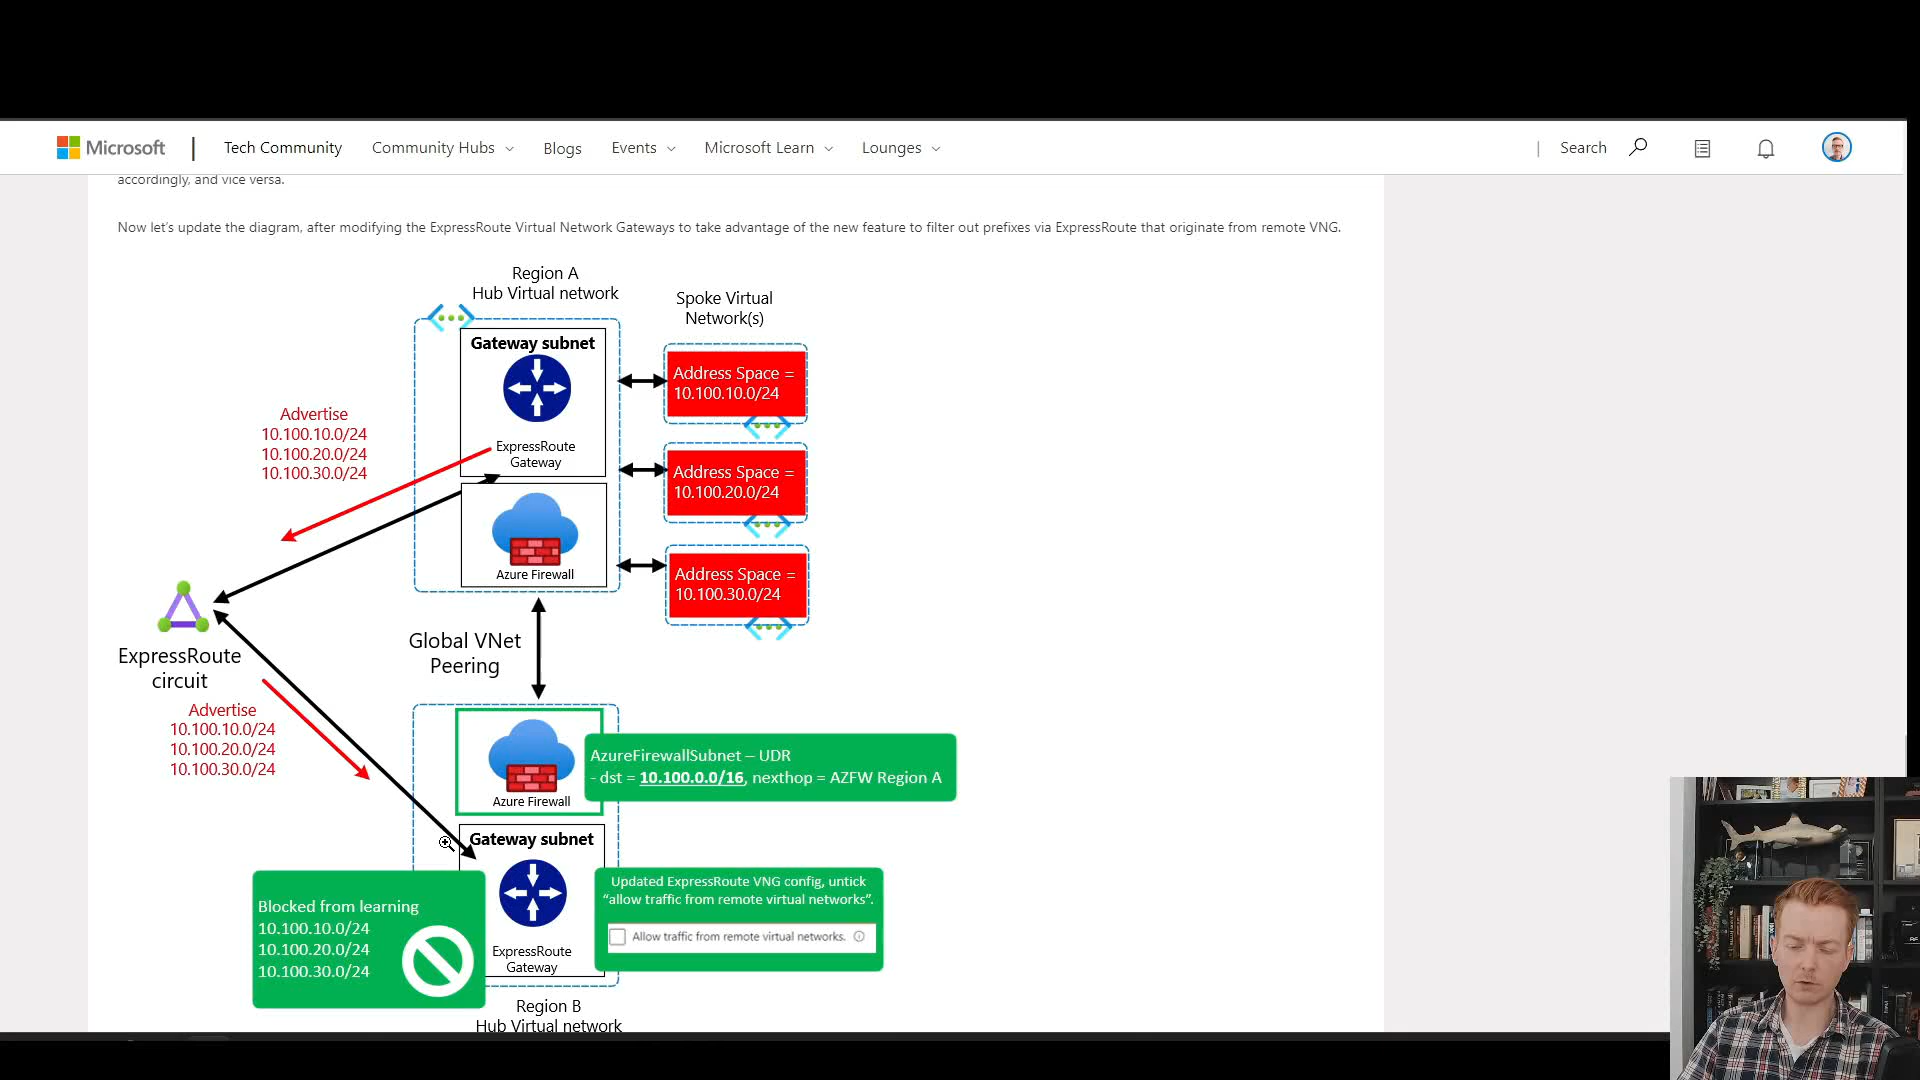 Microsoft
Tech Community
Community Hubs
Blogs
Events
Microsoft Learn
Lounges
Search
accordingly, and vice versa.
Now let's update the diagram, after modifying the ExpressRoute Virtual Network Gateways to take advantage of the new feature to filter out prefixes via ExpressRoute that originate from remote VNG.
Region A
Hub Virtual network
Spoke Virtual
Network(s)
Gateway subnet
Address Space =
10.100.10.0/24
Advertise
10.100.10.0/24
10.100.20.0/24
10.100.30.0/24
ExpressRoute
Gateway
Address Space =
10.100.20.0/24
Azure Firewall
Address Space =
10.100.30.0/24
Global VNet
Peering
ExpressRoute
circuit
Advertise
10.100.10.0/24
10.100.20.0/24
10.100.30.0/24
Azure Firewall
AzureFirewallSubnet – UDR
- dst = 10.100.0.0/16, nexthop = AZFW Region A
Gateway subnet
Blocked from learning
10.100.10.0/24
10.100.20.0/24
10.100.30.0/24
ExpressRoute
Gateway
Updated ExpressRoute VNG config, untick
“allow traffic from remote virtual networks”.
Allow traffic from remote virtual networks.
Region B
Hub Virtual network